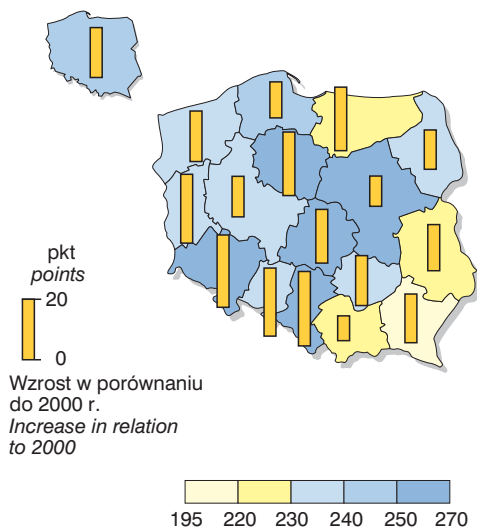 pkt
points
20
0
Wzrost w porównaniu
do 2000 r.
Increase in relation
to 2000
195 220 230 240 250 270